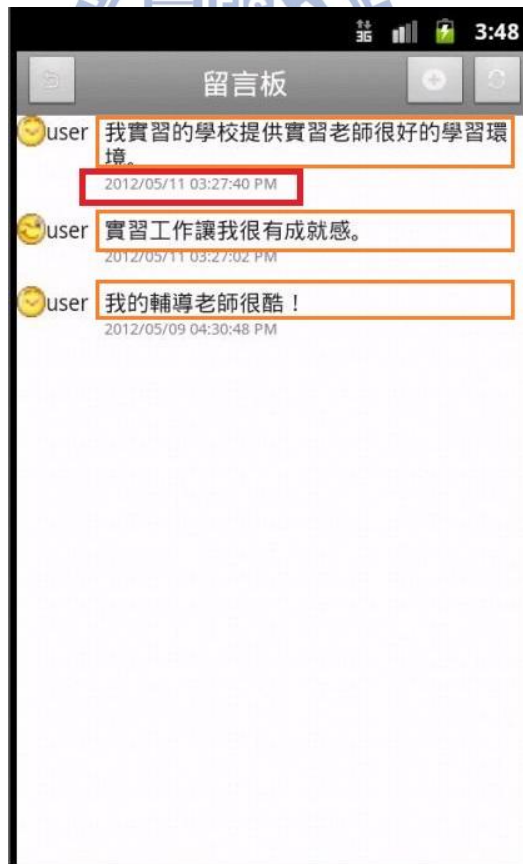 3G 3:48
留言板
user 我實習的學校提供實習老師很好的學習環
境。
2012/05/11 03:27:40 PM
user 實習工作讓我很有成就感。
2012/05/11 03:27:02 PM
user 我的輔導老師很酷！
2012/05/09 04:30:48 PM